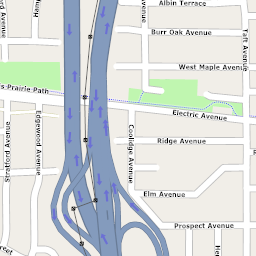 Albin Terrace
Burr Oak Avenue
West Maple Avenue
Taft Avenue
Prairie Path
Electric Avenue
Stratford Avenue
Edgewood Avenue
Coolidge Avenue
Ridge Avenue
Elm Avenue
Prospect Avenue